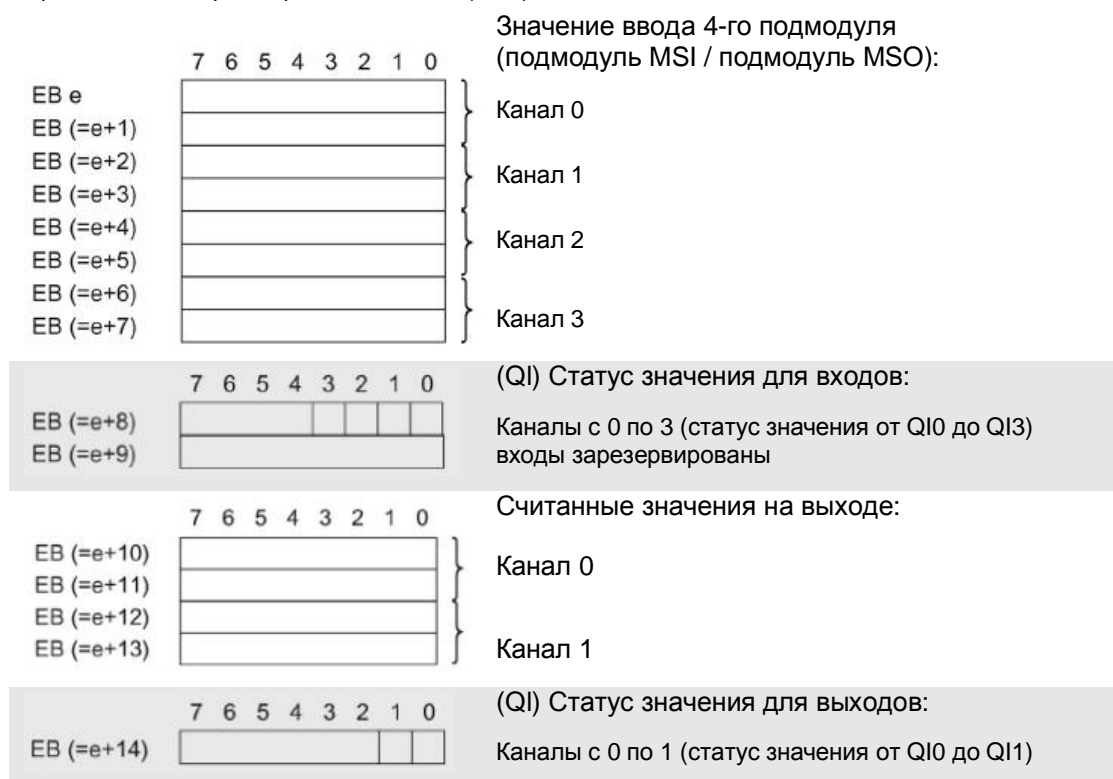 Значение ввода 4-го подмодуля
(подмодуль MSI / подмодуль MSO):
7 6 5 4 3 2 1 0
EB e
EB (=e+1)
Канал 0
EB (=e+2)
EB (=e+3)
Канал 1
EB (=e+4)
EB (=e+5)
Канал 2
EB (=e+6)
EB (=e+7)
Канал 3
(QI) Статус значения для входов:
7 6 5 4 3 2 1 0
EB (=e+8)
Каналы с 0 по 3 (статус значения от QI0 до QI3)
EB (=e+9)
входы зарезервированы
Считанные значения на выходе:
7 6 5 4 3 2 1 0
EB (=e+10)
EB (=e+11)
Канал 0
EB (=e+12)
EB (=e+13)
Канал 1
(QI) Статус значения для выходов:
7 6 5 4 3 2 1 0
EB (=e+14)
Каналы с 0 по 1 (статус значения от QI0 до QI1)